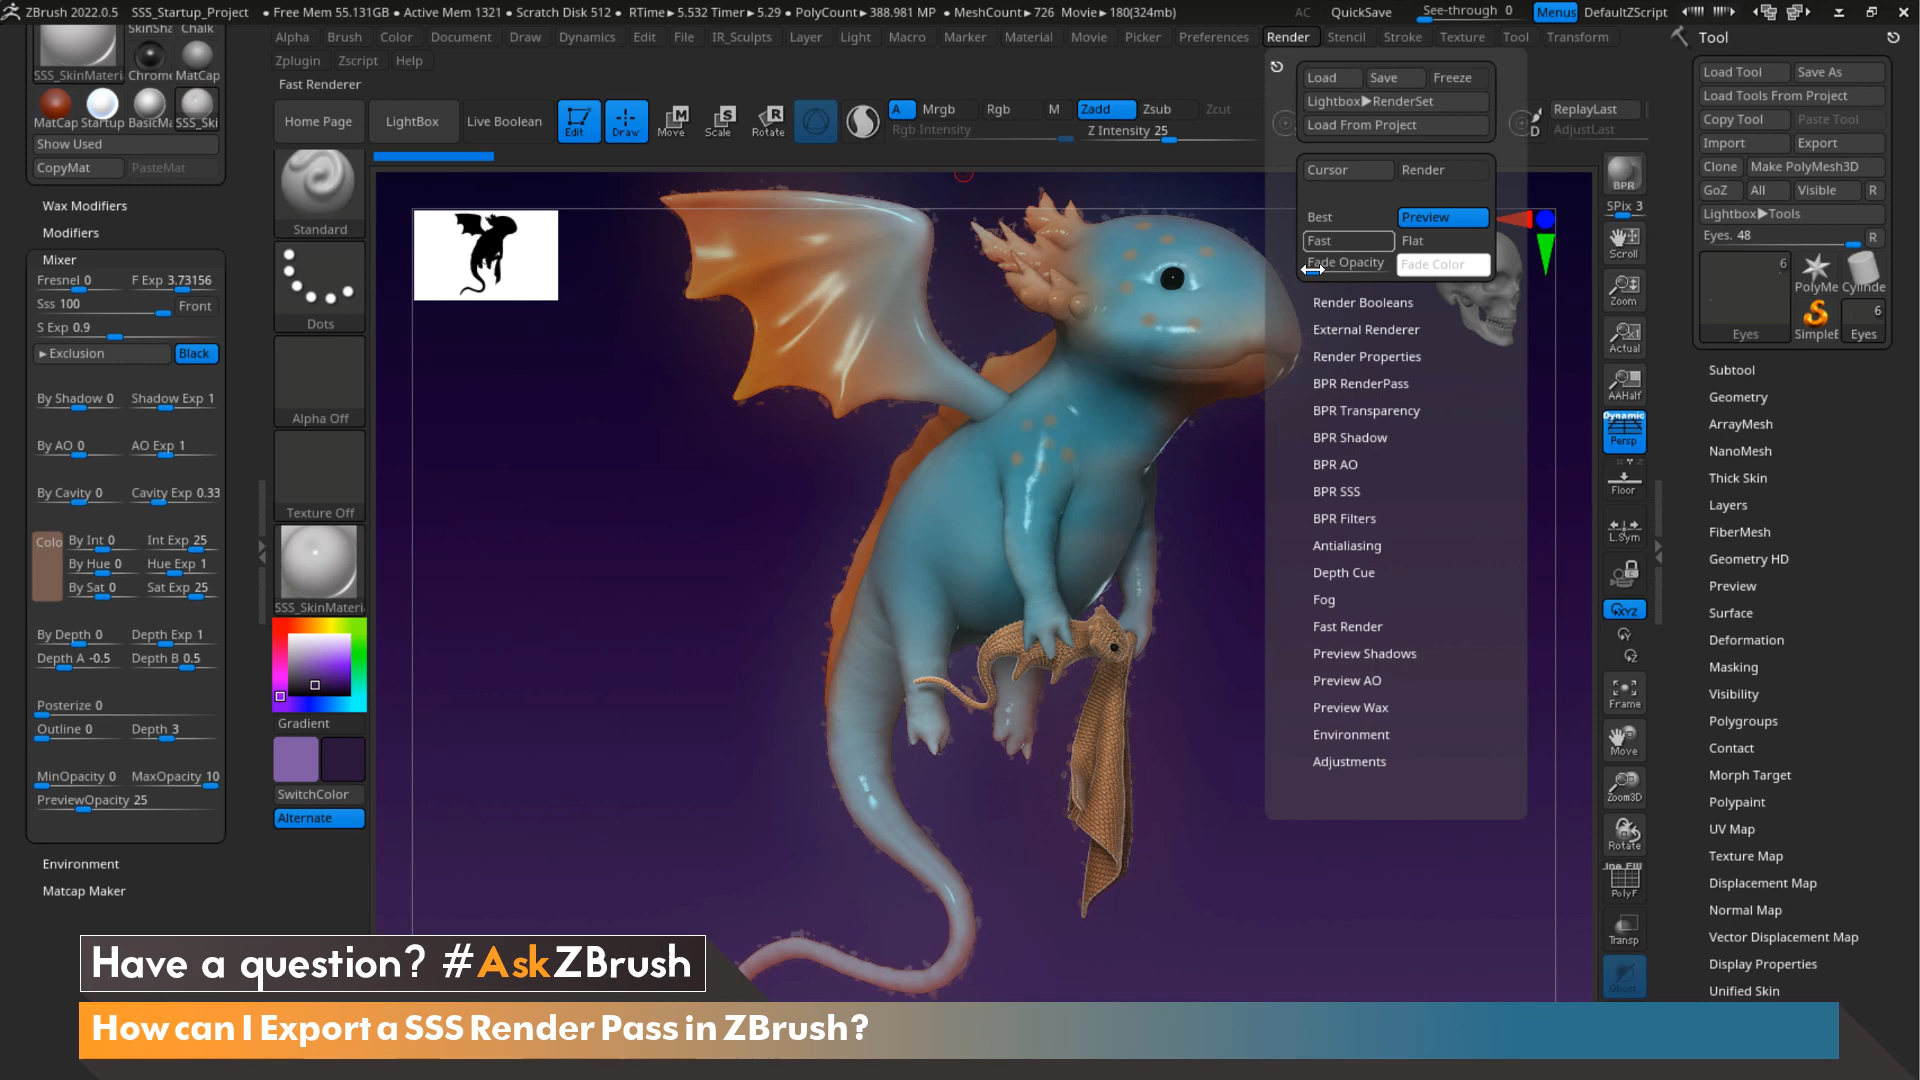 ZBrush 2022.0.5 SSS_Startup_Project • Free Mem 55.131GB • Active Mem 1321 • Scratch Disk 512 • RTime►5.532 Timer►5.29 • PolyCount►388.981 MP • MeshCount►726 Movie►180(324mb) AC QuickSave See-through 0 Menus DefaultZScript
Alpha Brush Color Document Draw Dynamics Edit File IR_Sculpts Layer Light Macro Marker Material Movie Picker Preferences Render Stencil Stroke Texture Tool Transform
Zplugin Zscript Help
Fast Renderer
Home Page LightBox Live Boolean Edit Draw Move Scale Rotate
A Mrgb Rgb M Zadd Zsub Zcut
Rgb Intensity Z Intensity 25
ReplayLast
AdjustLast
D
SkinSha Chalk
SSS_SkinMateri Chrome MatCap
MatCap Startup BasicMa SSS_Ski
Show Used
CopyMat PasteMat
Wax Modifiers
Modifiers
Mixer
Fresnel 0 F Exp 3.73156
Sss 100 Front
S Exp 0.9
►Exclusion Black
By Shadow 0 Shadow Exp 1
By AO 0 AO Exp 1
By Cavity 0 Cavity Exp 0.33
Colo By Int 0 Int Exp 25
By Hue 0 Hue Exp 1
By Sat 0 Sat Exp 25
By Depth 0 Depth Exp 1
Depth A -0.5 Depth B 0.5
Posterize 0
Outline 0 Depth 3
MinOpacity 0 MaxOpacity 10
PreviewOpacity 25
Environment
Matcap Maker
Standard
Dots
Alpha Off
Texture Off
SSS_SkinMateri
Gradient
SwitchColor
Alternate
Load Save Freeze
Lightbox►RenderSet
Load From Project
Cursor Render
Best Preview
Fast Flat
Fade Opacity Fade Color
Render Booleans
External Renderer
Render Properties
BPR RenderPass
BPR Transparency
BPR Shadow
BPR AO
BPR SSS
BPR Filters
Antialiasing
Depth Cue
Fog
Fast Render
Preview Shadows
Preview AO
Preview Wax
Environment
Adjustments
BPR
SPix 3
Scroll
Zoom
Actual
AAHalf
Dynamic
Persp
Floor
L.Sym
XYZ
Frame
Move
Zoom3D
Rotate
PolyF
Transp
Ghost
Tool
Load Tool Save As
Load Tools From Project
Copy Tool Paste Tool
Import Export
Clone Make PolyMesh3D
GoZ All Visible R
Lightbox►Tools
Eyes. 48 R
6 PolyMe Cylinde
6
Eyes SimpleB Eyes
Subtool
Geometry
ArrayMesh
NanoMesh
Thick Skin
Layers
FiberMesh
Geometry HD
Preview
Surface
Deformation
Masking
Visibility
Polygroups
Contact
Morph Target
Polypaint
UV Map
Texture Map
Displacement Map
Normal Map
Vector Displacement Map
Display Properties
Unified Skin
Have a question? #AskZBrush
How can I Export a SSS Render Pass in ZBrush?